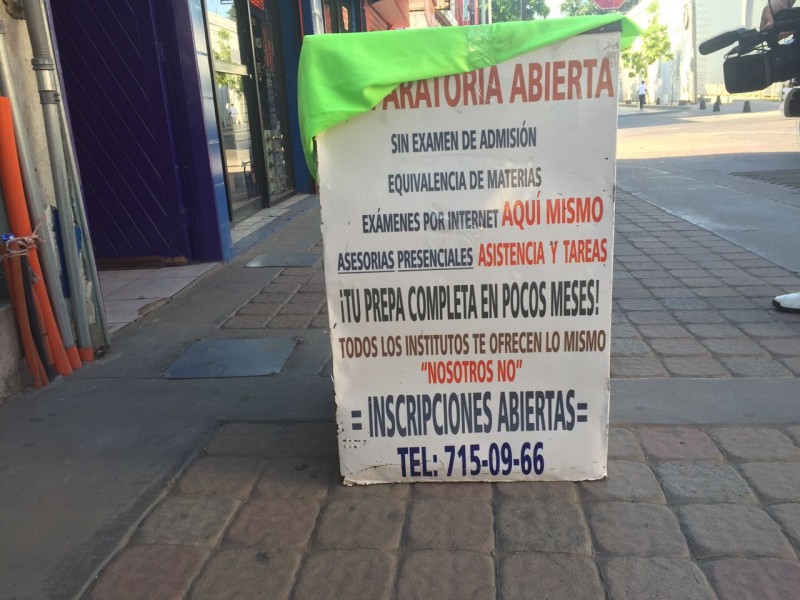 ARATORIA ABIERTA
SIN EXAMEN DE ADMISIÓN
EQUIVALENCIA DE MATERIAS
EXÁMENES POR INTERNET AQUÍ MISMO
ASESORIAS PRESENCIALES ASISTENCIA Y TAREAS
¡TU PREPA COMPLETA EN POCOS MESES!
TODOS LOS INSTITUTOS TE OFRECEN LO MISMO
"NOSOTROS NO"
= INSCRIPCIONES ABIERTAS=
TEL: 715-09-66